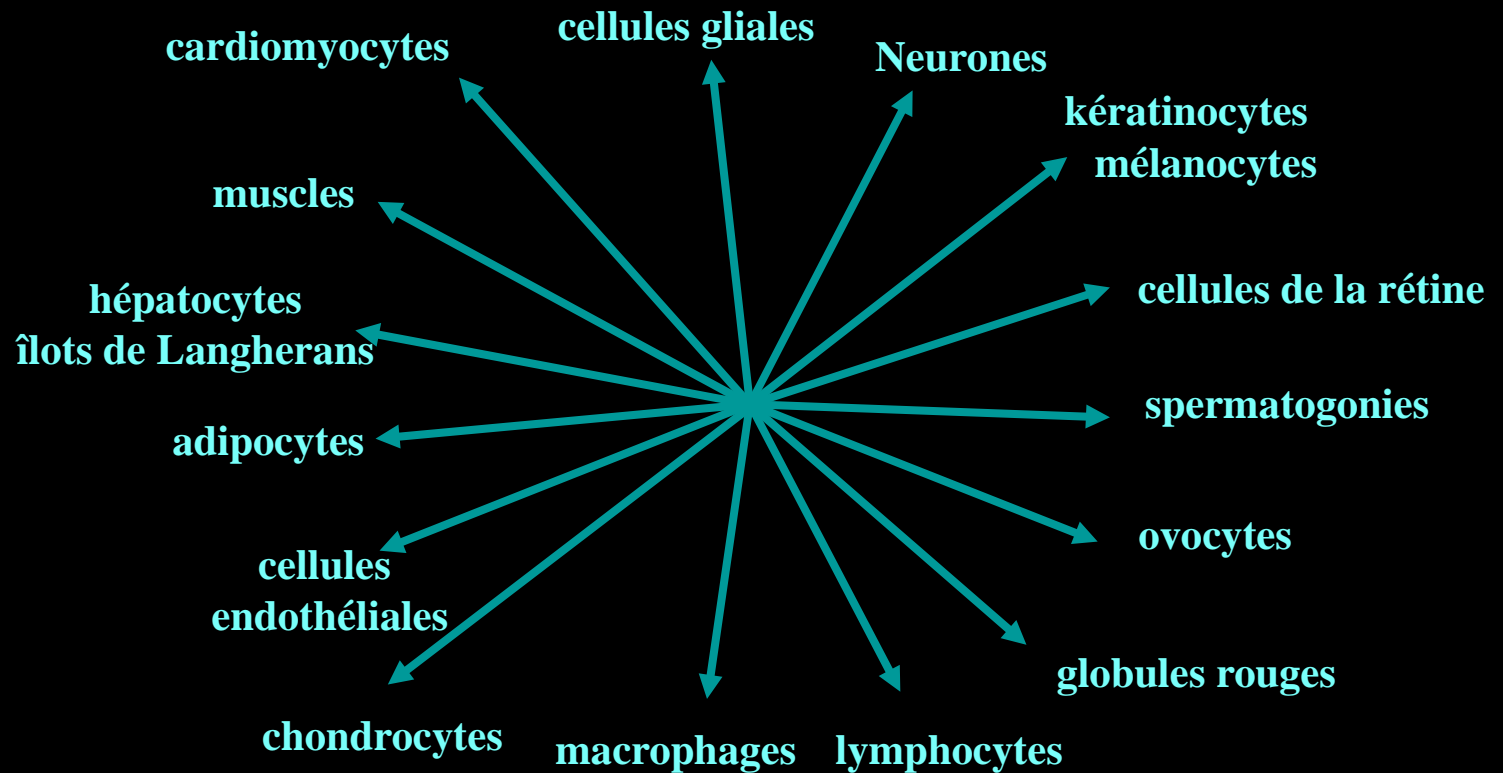 cellules gliales
cardiomyocytes
Neurones
kératinocytes
mélanocytes
muscles
cellules de la rétine
hépatocytes
îlots de Langherans
spermatogonies
adipocytes
ovocytes
cellules
endothéliales
globules rouges
chondrocytes
macrophages
lymphocytes